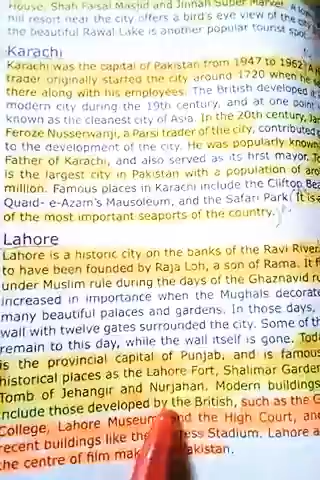 House, Shah Faisal Masjid and Jinnah Super Market. A
hill resort near the city offers a bird's eye view of the city
the beautiful Rawal Lake is another popular tourist spot
Karachi
Karachi was the capital of Pakistan from 1947 to 1962. A
trader originally started the city around 1720 when he
there along with his employees. The British developed it
modern city during the 19th century, and at one point
known as the cleanest city of Asia. In the 20th century,
Feroze Nusserwanji, a Parsi trader of the city, contributed
to the development of the city. He was popularly known
Father of Karachi, and also served as its first mayor.
is the largest city in Pakistan with a population of
million. Famous places in Karachi include the Clifton
Quaid- e-Azam's Mausoleum, and the Safari Park. It is
of the most important seaports of the country.
Lahore
Lahore is a historic city on the banks of the Ravi River.
to have been founded by Raja Loh, a son of Rama. It
under Muslim rule during the days of the Ghaznavid
increased in importance when the Mughals
many beautiful palaces and gardens. In those days,
wall with twelve gates surrounded the city. Some of
remain to this day, while the wall itself is gone.
is the provincial capital of Punjab, and is famous
historical places as the Lahore Fort, Shalimar
Tomb of Jehangir and Nurjahan. Modern buildings
include those developed by the British, such as the
College, Lahore Museum and the High Court,
recent buildings like the Stadium. Lahore
the centre of film Pakistan.